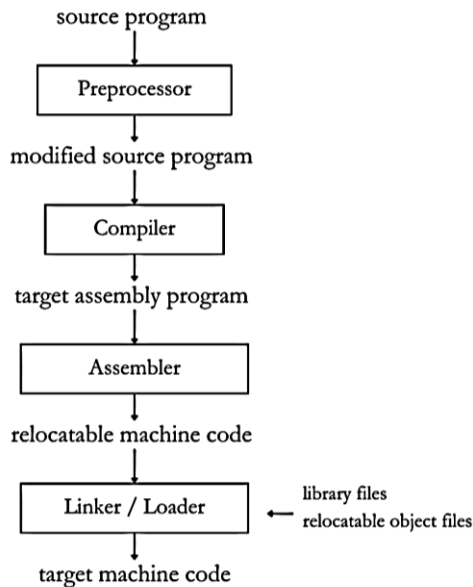 source program
Preprocessor
modified source program
Compiler
target assembly program
Assembler
relocatable machine code
Linker / Loader
library files
relocatable object files
target machine code